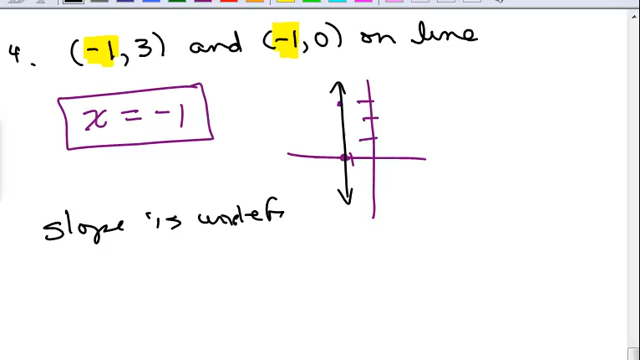 4. (-1, 3) and (-1, 0) on line
x = -1
slope is undef